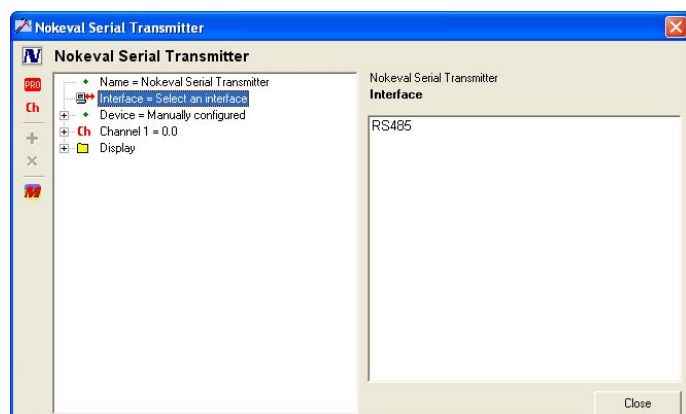 Nokeval Serial Transmitter
Nokeval Serial Transmitter
PRO
Ch
Name = Nokeval Serial Transmitter
Interface = Select an interface
Device = Manually configured
Ch Channel 1 = 0.0
Display
Nokeval Serial Transmitter
Interface
RS485
Close